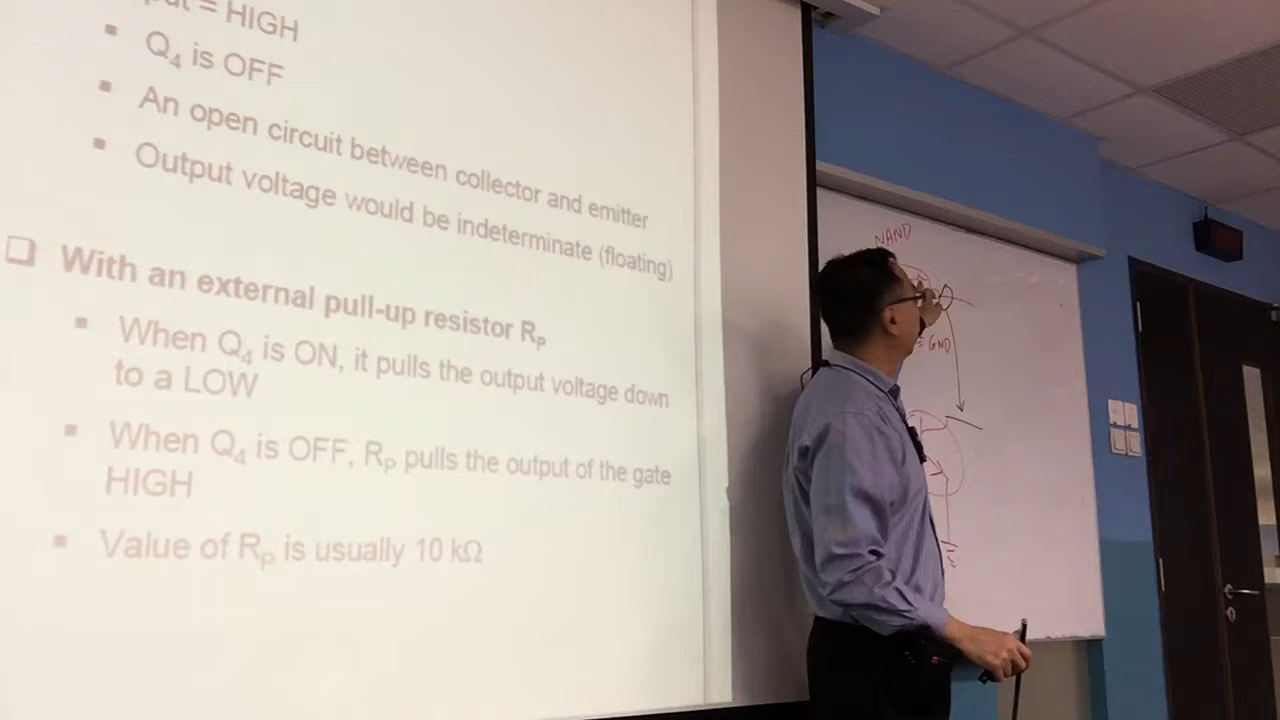 = HIGH
▪ Q4 is OFF
▪ An open circuit between collector and emitter
▪ Output voltage would be indeterminate (floating)
❑ With an external pull-up resistor RP
▪ When Q4 is ON, it pulls the output voltage down
to a LOW
▪ When Q4 is OFF, RP pulls the output of the gate
HIGH
▪ Value of RP is usually 10 kΩ
NAND
GND